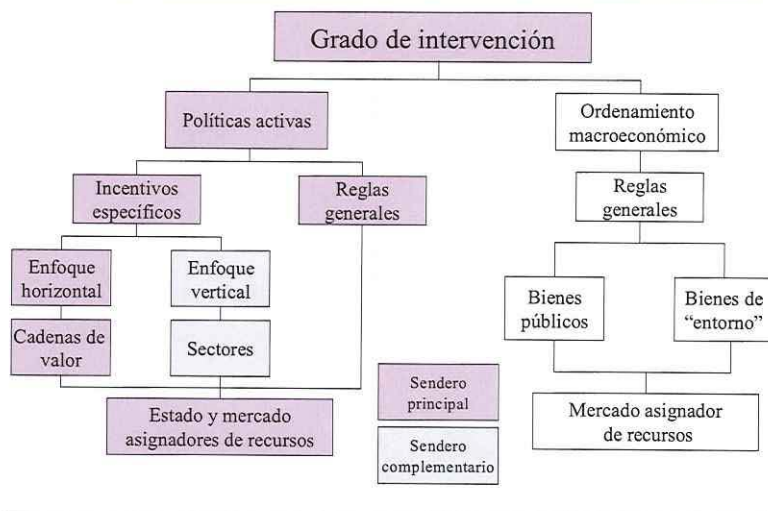 Grado de intervención
Políticas activas
Ordenamiento
macroeconómico
Incentivos
específicos
Reglas
generales
Reglas
generales
Enfoque
horizontal
Enfoque
vertical
Bienes
públicos
Bienes de
“entorno”
Cadenas de
valor
Sectores
Sendero
principal
Estado y mercado
asignadores de recursos
Mercado asignador
de recursos
Sendero
complementario